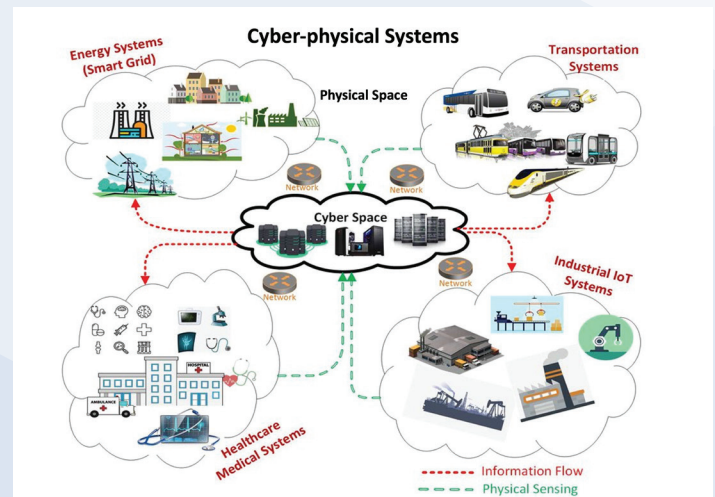 Cyber-physical Systems
Energy Systems
(Smart Grid)
Transportation
Systems
Physical Space
Network
Network
Cyber Space
Network
Network
Industrial IoT
Systems
HOSPITAL
AMBULANCE
Healthcare
Medical Systems
Information Flow
Physical Sensing